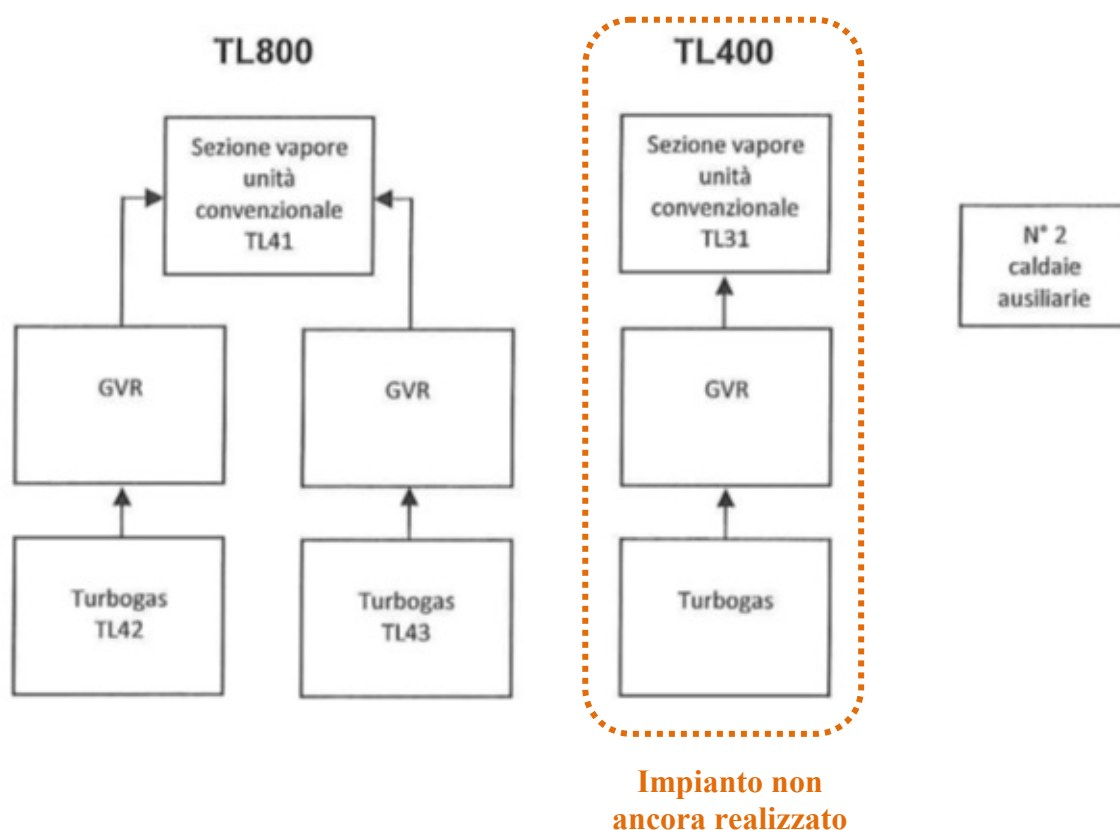 TL800
Sezione vapore
unità
convenzionale
TL41
GVR
GVR
Turbogas
TL42
Turbogas
TL43
TL400
Sezione vapore
unità
convenzionale
TL31
GVR
Turbogas
Impianto non
ancora realizzato
N° 2
caldaie
ausiliarie